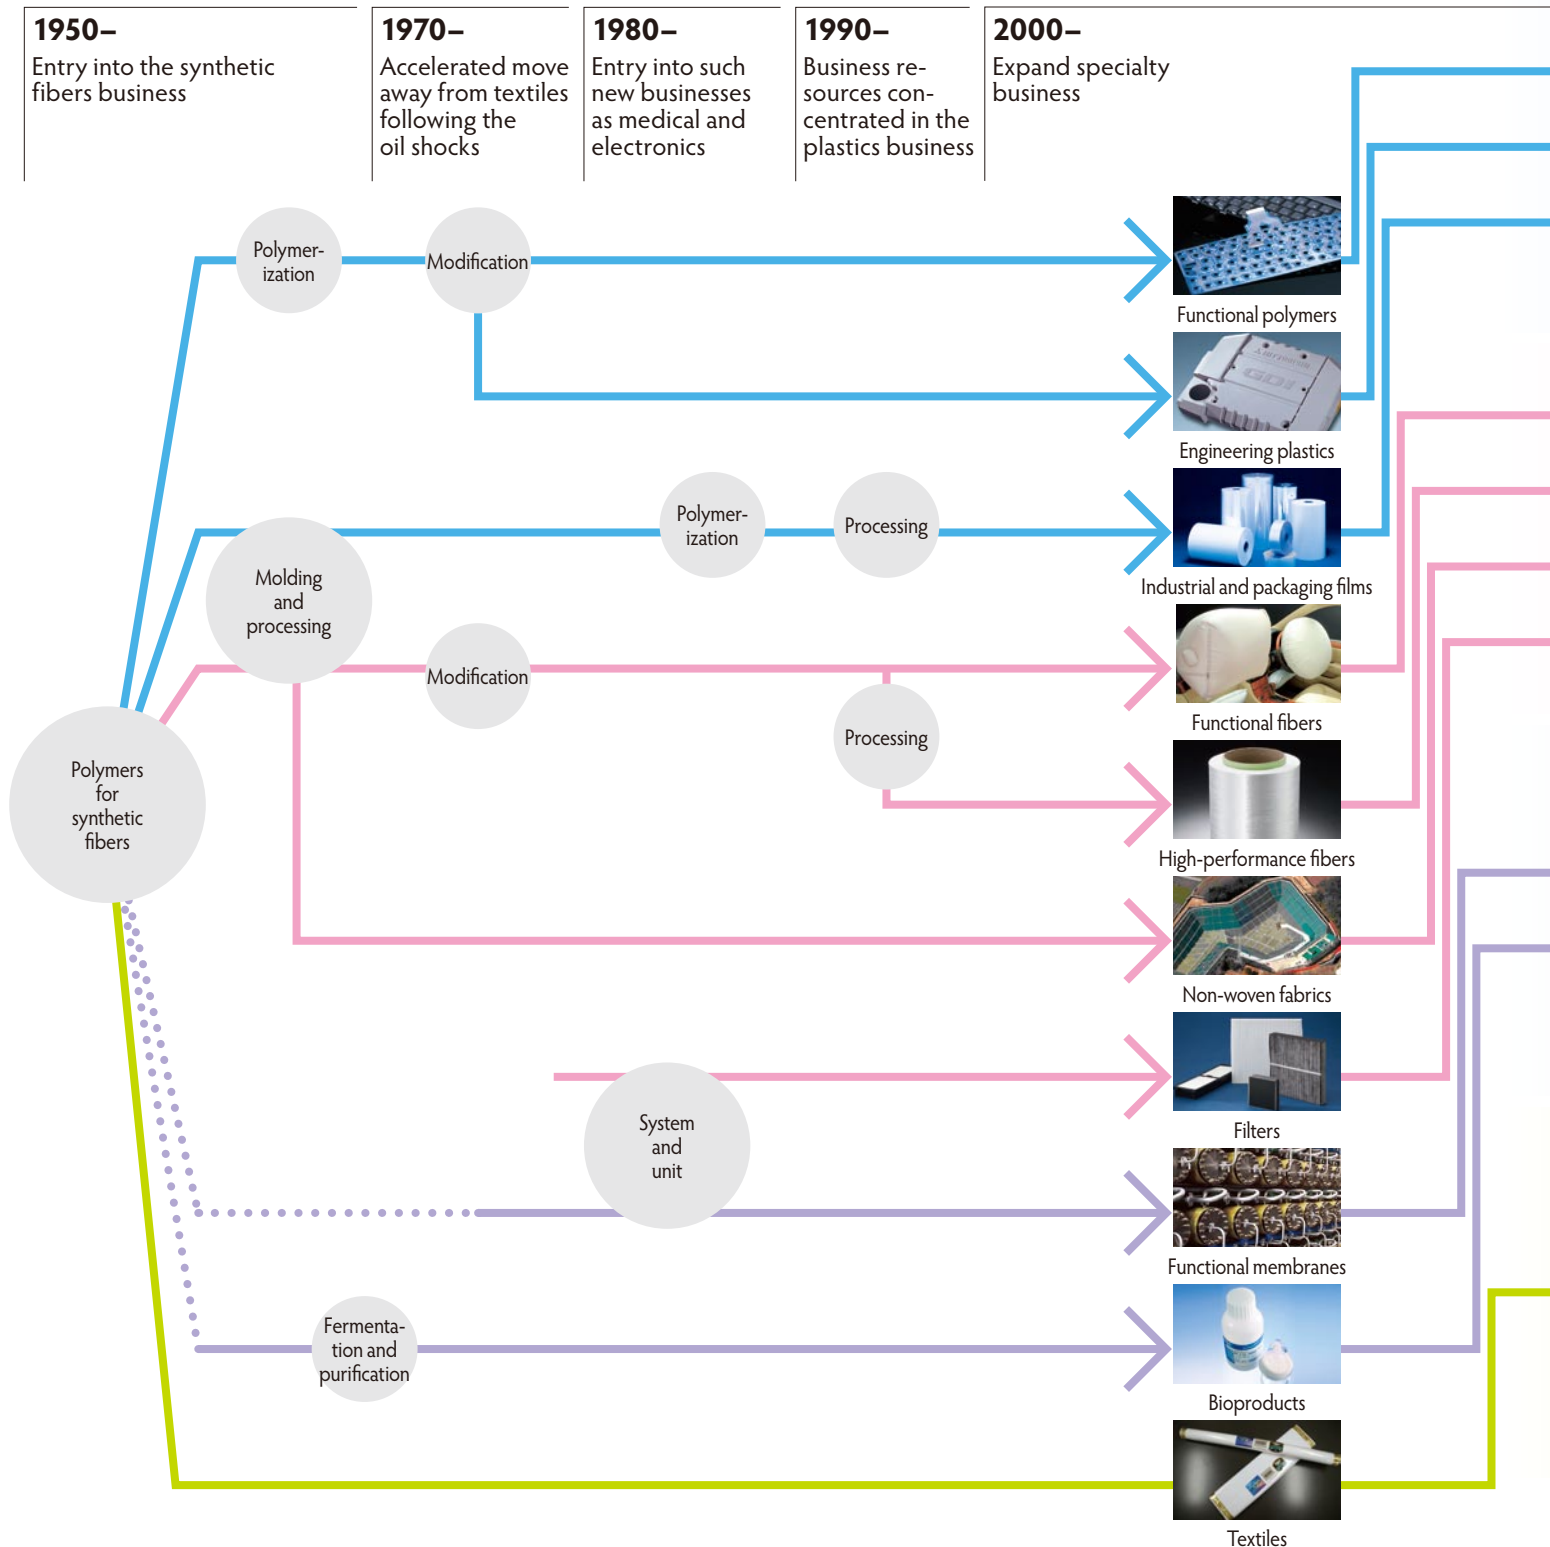 1950–
Entry into the synthetic
fibers business
1970–
Accelerated move
away from textiles
following the
oil shocks
1980–
Entry into such
new businesses
as medical and
electronics
1990–
Business re-
sources con-
centrated in the
plastics business
2000–
Expand specialty
business
Polymer-
ization
Modification
Functional polymers
GDI
Engineering plastics
Polymer-
ization
Processing
Industrial and packaging films
Molding
and
processing
Modification
Functional fibers
Processing
Polymers
for
synthetic
fibers
High-performance fibers
Non-woven fabrics
System
and
unit
Filters
Functional membranes
Fermenta-
tion and
purification
Bioproducts
Textiles